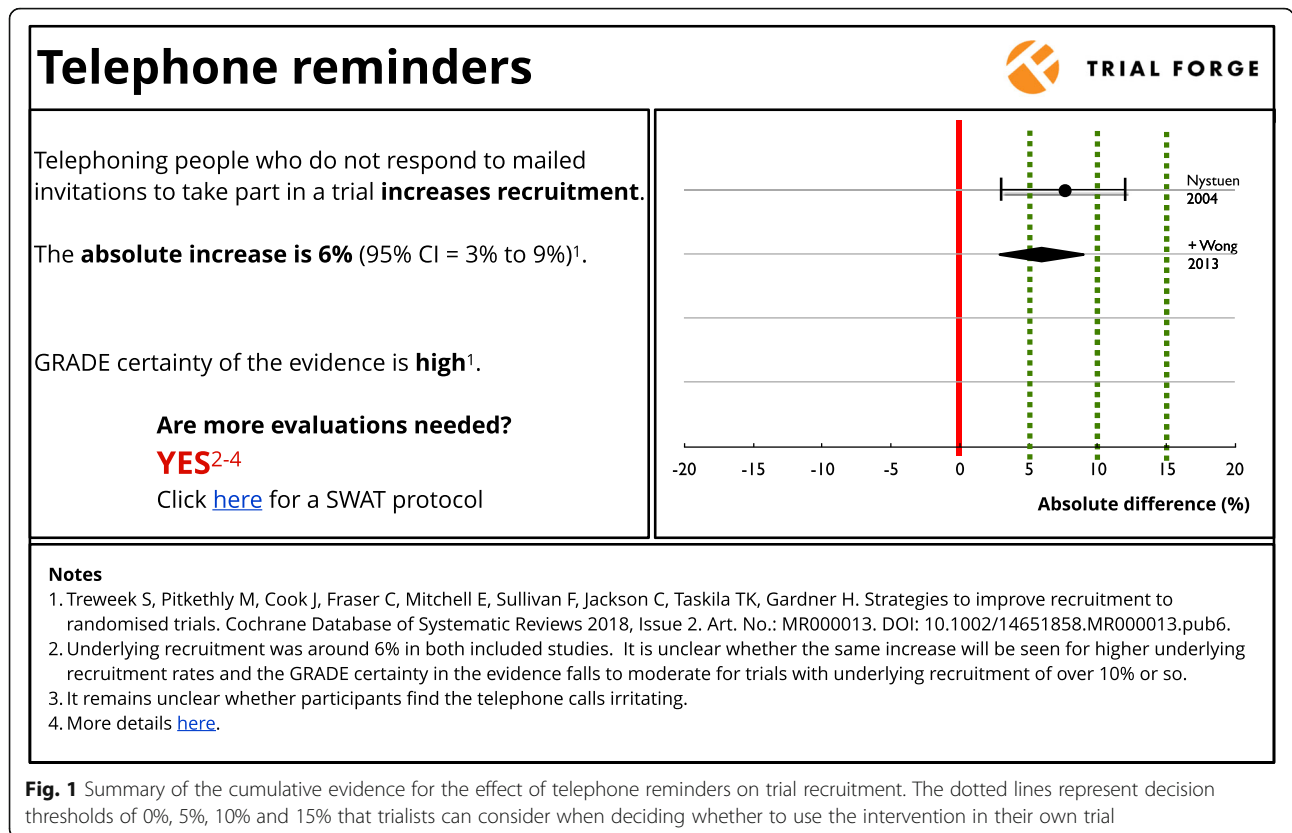 Telephone reminders
TRIAL FORGE
Telephoning people who do not respond to mailed
invitations to take part in a trial increases recruitment.
The absolute increase is 6% (95% CI = 3% to 9%)1.
GRADE certainty of the evidence is high1.
Are more evaluations needed?
YES2-4
Click here for a SWAT protocol
Nystuen
2004
+ Wong
2013
-20 -15 -10 -5 0 5 10 15 20
Absolute difference (%)
Notes
1. Treweek S, Pitkethly M, Cook J, Fraser C, Mitchell E, Sullivan F, Jackson C, Taskila TK, Gardner H. Strategies to improve recruitment to
randomised trials. Cochrane Database of Systematic Reviews 2018, Issue 2. Art. No.: MR000013. DOI: 10.1002/14651858.MR000013.pub6.
2. Underlying recruitment was around 6% in both included studies. It is unclear whether the same increase will be seen for higher underlying
recruitment rates and the GRADE certainty in the evidence falls to moderate for trials with underlying recruitment of over 10% or so.
3. It remains unclear whether participants find the telephone calls irritating.
4. More details here.
Fig. 1 Summary of the cumulative evidence for the effect of telephone reminders on trial recruitment. The dotted lines represent decision
thresholds of 0%, 5%, 10% and 15% that trialists can consider when deciding whether to use the intervention in their own trial